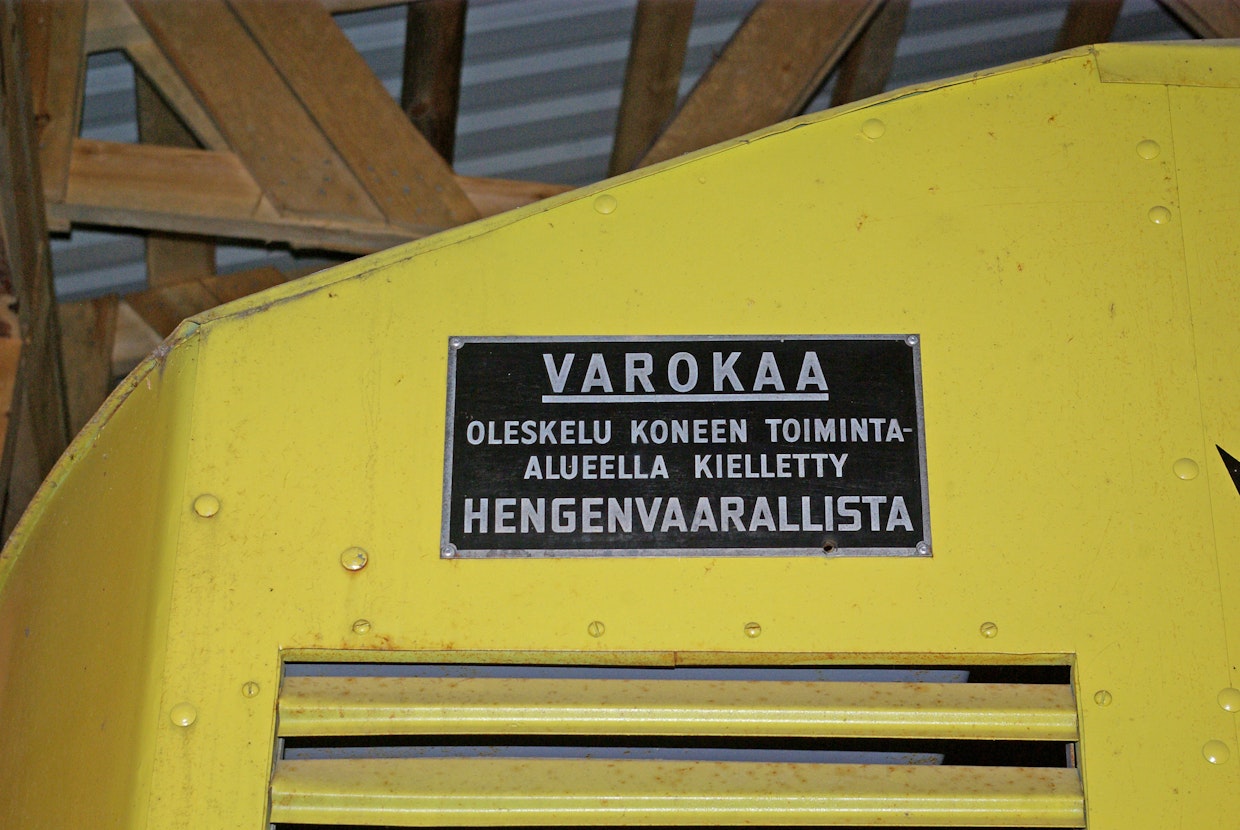 VAROKAA
OLESKELU KONEEN TOIMINTA-
ALUEELLA KIELLETTY
HENGENVAARALLISTA